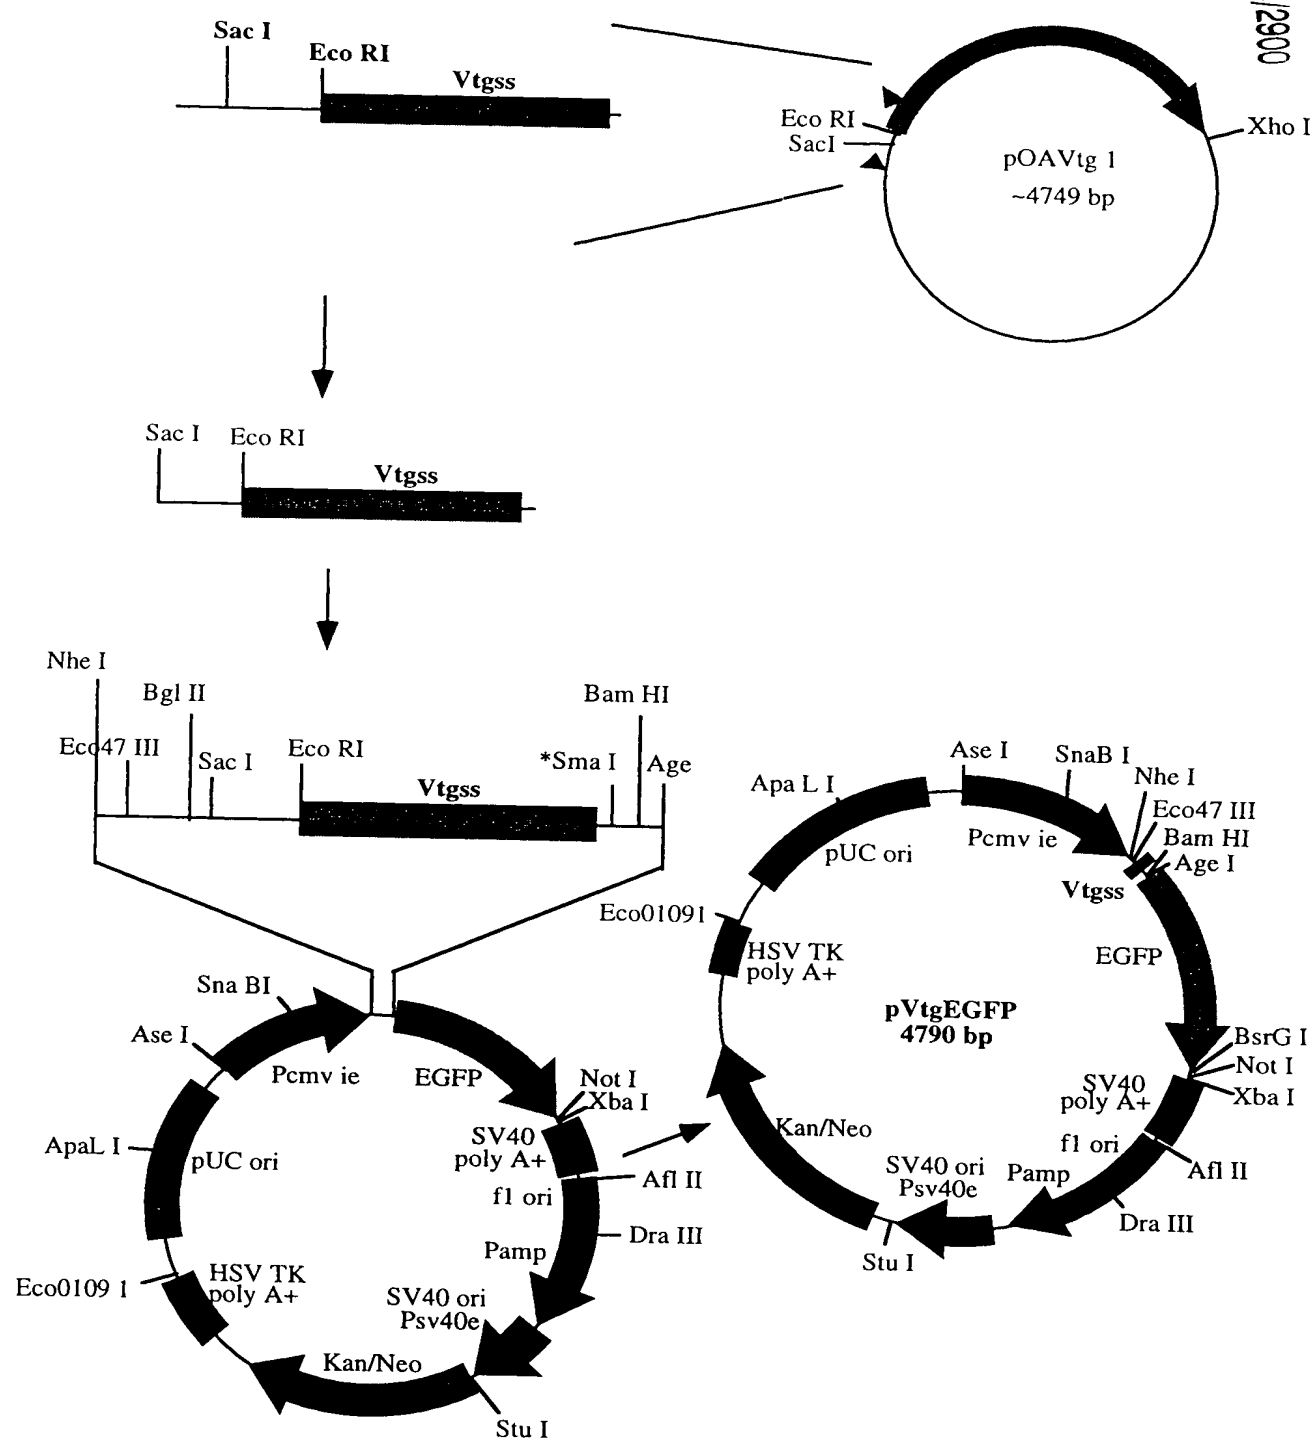 /2900
Sac I
Eco RI
Vtgss
Eco RI
SacI
Xho I
pOAVtg 1
~4749 bp
Sac I
Eco RI
Vtgss
Nhe I
Bgl II
Bam HI
Eco47 III
Sac I
Eco RI
*Sma I
Age
Vtgss
Sna BI
Ase I
Pcmv ie
EGFP
Not I
Xba I
ApaL I
pUC ori
SV40
poly A+
Afl II
f1 ori
Dra III
Pamp
Eco0109 1
HSV TK
poly A+
SV40 ori
Psv40e
Kan/Neo
Stu I
Ase I
SnaB I
Apa L I
Nhe I
Eco47 III
Bam HI
Age I
Pcmv ie
pUC ori
Vtgss
Eco01091
HSV TK
poly A+
EGFP
pVtgEGFP
4790 bp
BsrG I
Not I
Xba I
SV40
poly A+
Kan/Neo
f1 ori
Afl II
SV40 ori
Psv40e
Pamp
Dra III
Stu I